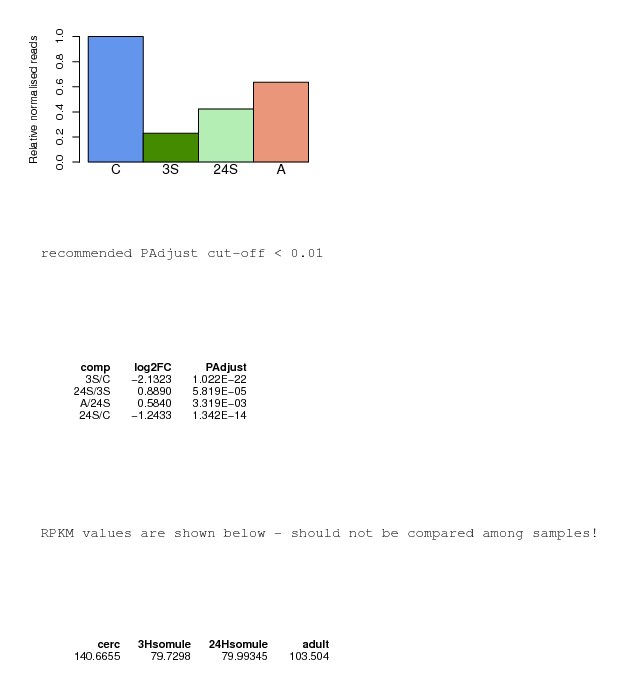 Relative normalised reads
1.0
0.8
0.6
0.4
0.2
0.0
C 3S 24S A
recommended PAdjust cut-off < 0.01
comp log2FC PAdjust
3S/C −2.1323 1.022E−22
24S/3S 0.8890 5.819E−05
A/24S 0.5840 3.319E−03
24S/C −1.2433 1.342E−14
RPKM values are shown below - should not be compared among samples!
cerc 3Hsomule 24Hsomule adult
140.6655 79.7298 79.99345 103.504